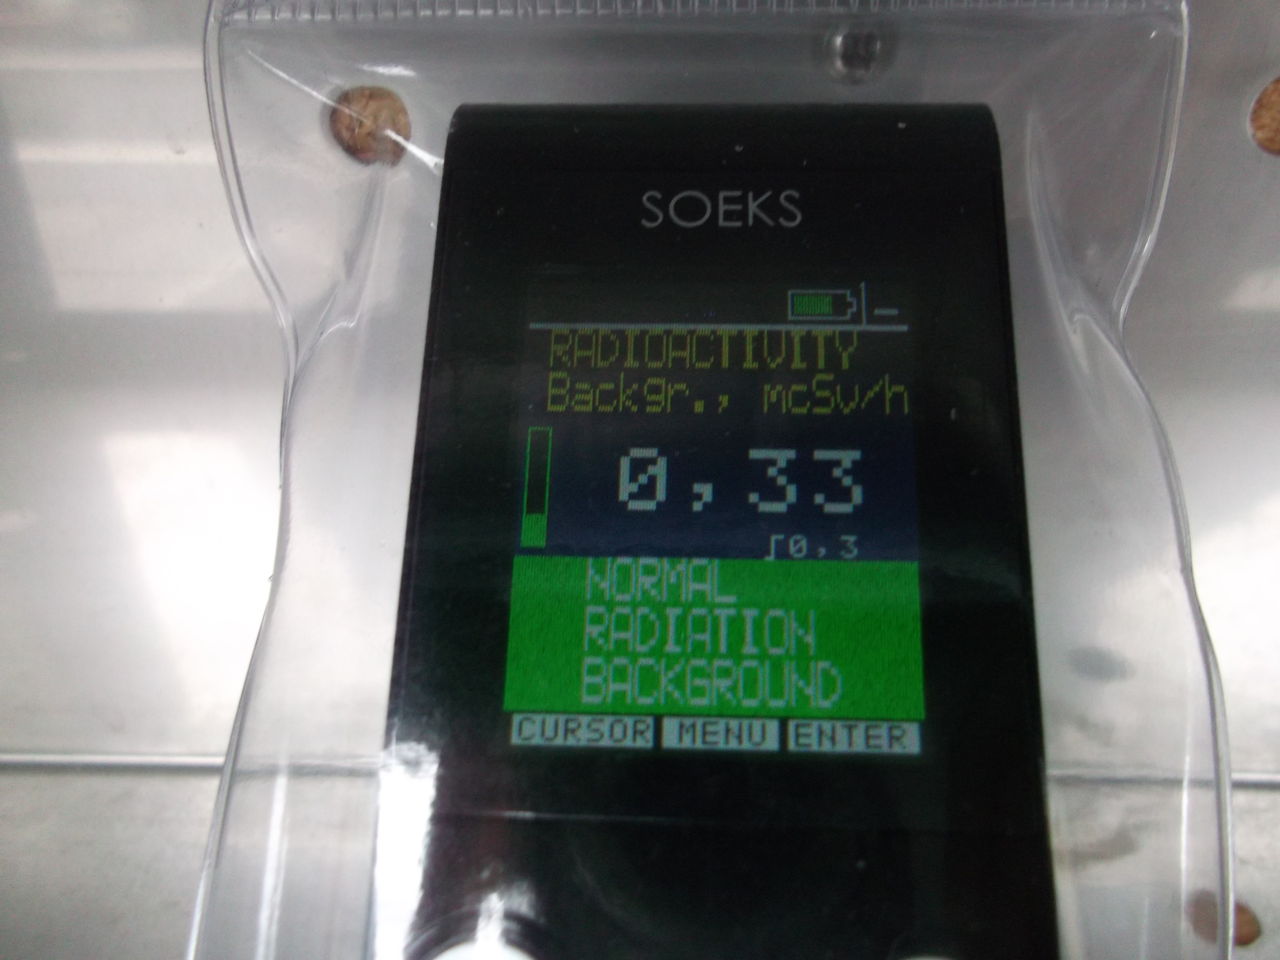 SOEKS
RADIOACTIVITY
Backgr., mcSv/h
0,33
⌠0,3
NORMAL
RADIATION
BACKGROUND
CURSOR MENU ENTER